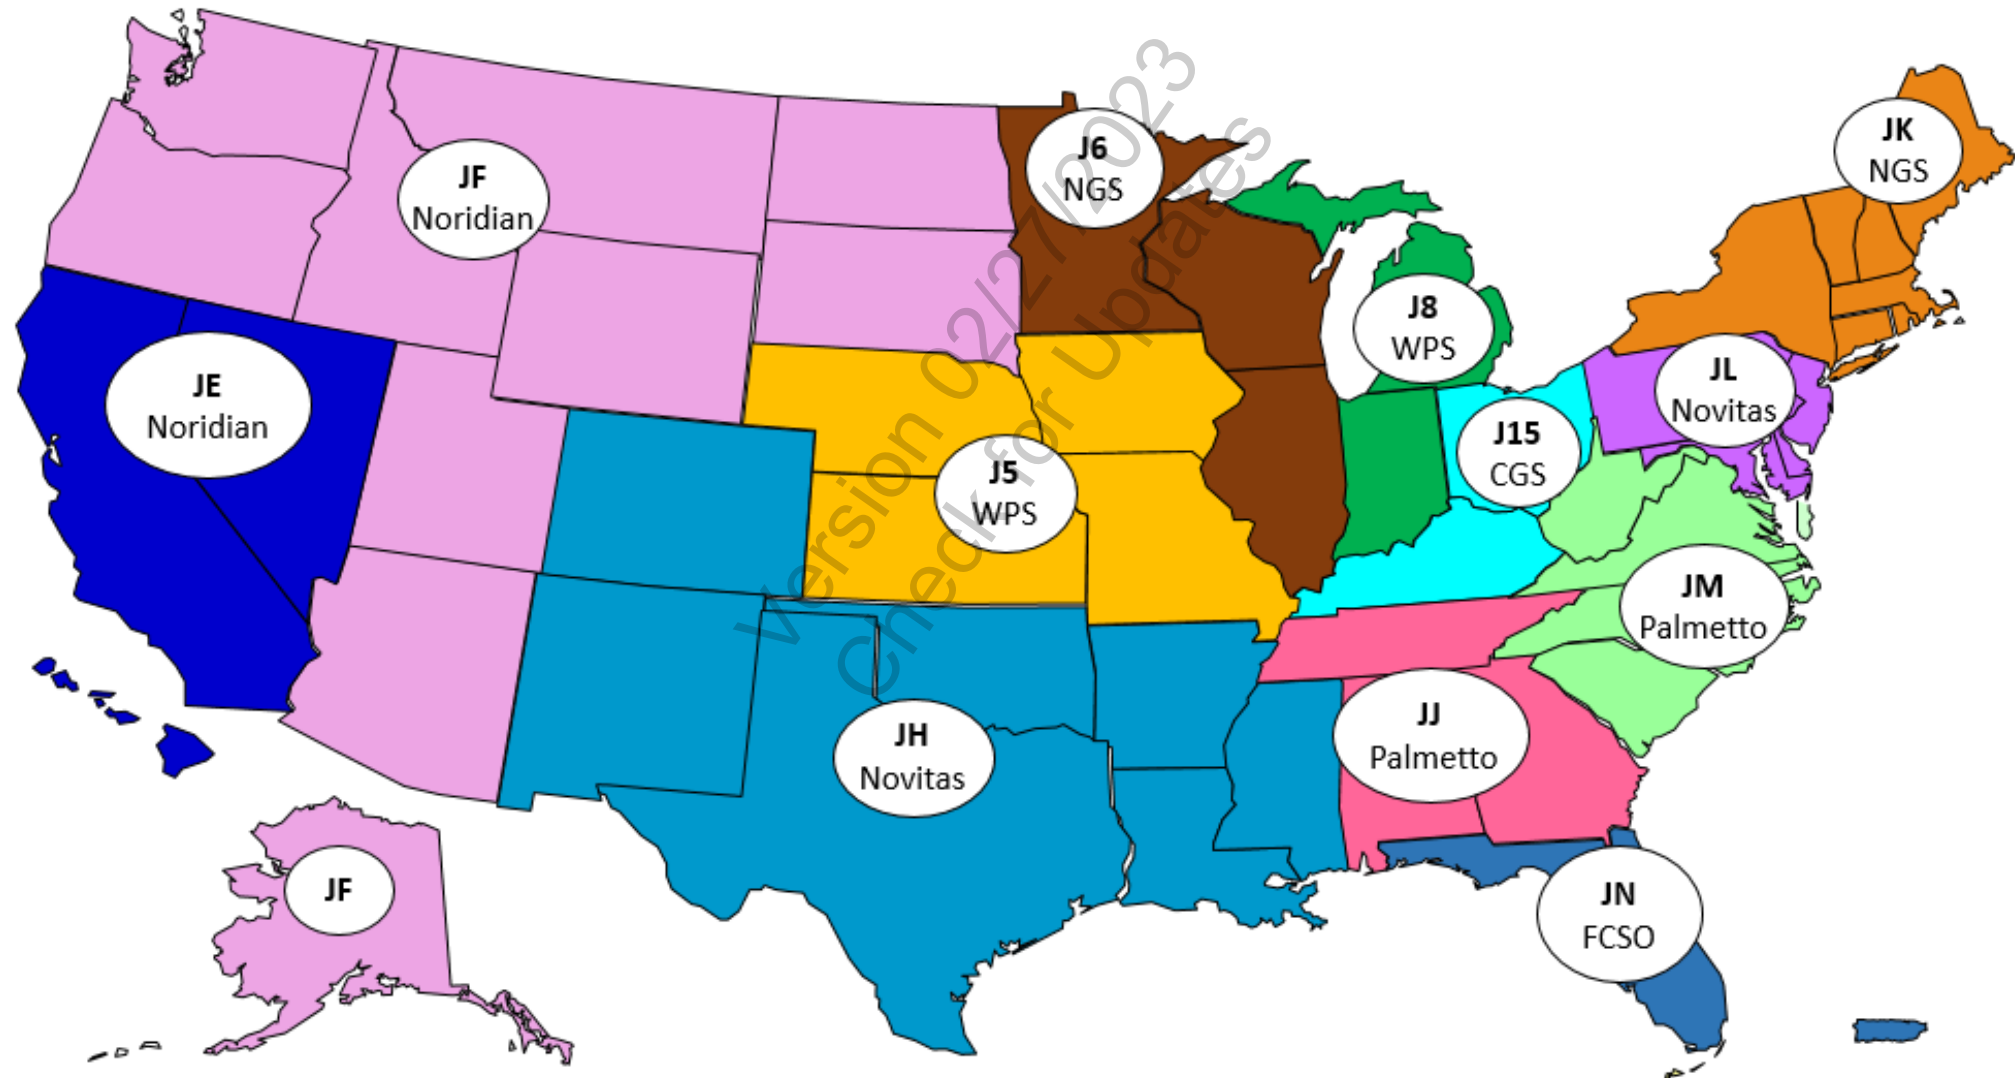 JF
Noridian
J6
NGS
JK
NGS
JE
Noridian
J8
WPS
JL
Novitas
J5
WPS
J15
CGS
JM
Palmetto
JH
Novitas
JJ
Palmetto
JF
JN
FCSO
Version 02/27/2023
Check for Updates